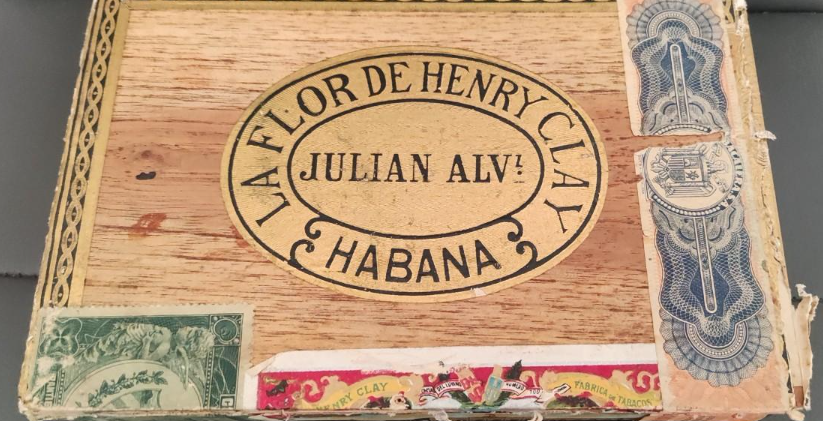 LA FLOR DE HENRY CLAY
JULIAN ALVz
HABANA
HENRY CLAY
FABRICA DE TABACOS